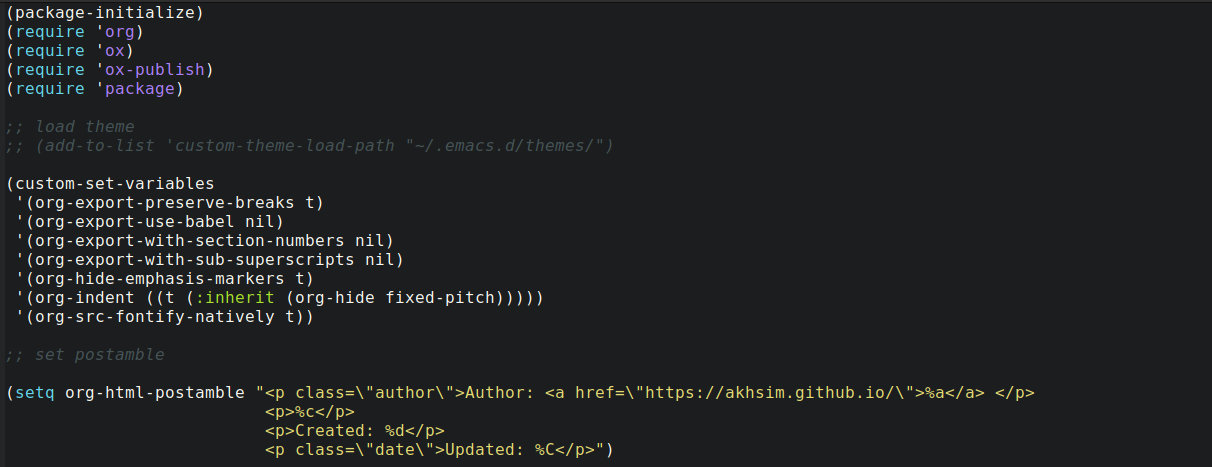 (package-initialize)
(require 'org)
(require 'ox)
(require 'ox-publish)
(require 'package)

;; load theme
;; (add-to-list 'custom-theme-load-path "~/.emacs.d/themes/")

(custom-set-variables
 '(org-export-preserve-breaks t)
 '(org-export-use-babel nil)
 '(org-export-with-section-numbers nil)
 '(org-export-with-sub-superscripts nil)
 '(org-hide-emphasis-markers t)
 '(org-indent ((t (:inherit (org-hide fixed-pitch)))))
 '(org-src-fontify-natively t))

;; set postamble

(setq org-html-postamble "<p class=\"author\">Author: <a href=\"https://akhsim.github.io/\">%a</a> </p>
                          <p>%c</p>
                          <p>Created: %d</p>
                          <p class=\"date\">Updated: %C</p>")